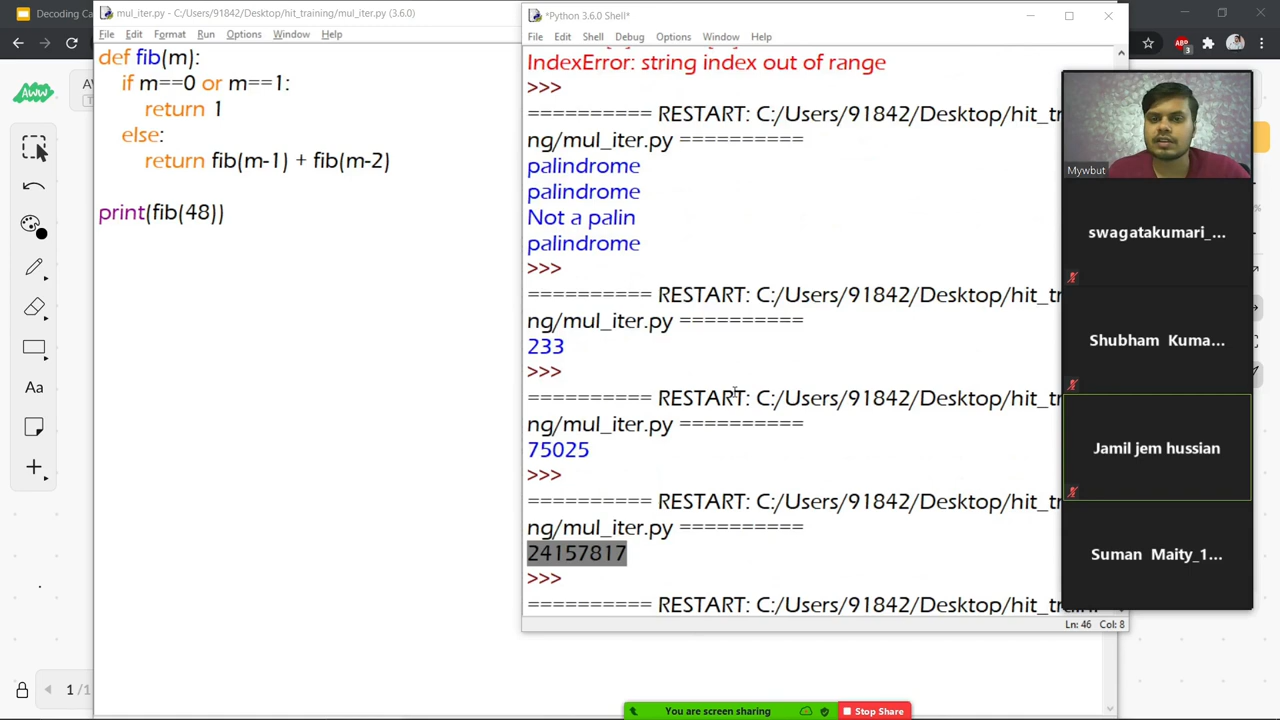 Decoding Ca
mul_iter.py - C:/Users/91842/Desktop/hit_training/mul_iter.py (3.6.0)
File Edit Format Run Options Window Help
def fib(m):
if m==0 or m==1:
return 1
else:
return fib(m-1) + fib(m-2)
print(fib(48))
AWW
Aa
1/1
*Python 3.6.0 Shell*
File Edit Shell Debug Options Window Help
IndexError: string index out of range
>>>
========== RESTART: C:/Users/91842/Desktop/hit_tr
ng/mul_iter.py ==========
palindrome
palindrome
Not a palin
palindrome
>>>
========== RESTART: C:/Users/91842/Desktop/hit_tr
ng/mul_iter.py ==========
233
>>>
========== RESTART: C:/Users/91842/Desktop/hit_tr
ng/mul_iter.py ==========
75025
>>>
========== RESTART: C:/Users/91842/Desktop/hit_tr
ng/mul_iter.py ==========
24157817
>>>
========== RESTART: C:/Users/91842/Desktop/hit_tr
Ln: 46 Col: 8
ABP
3
Mywbut
swagatakumari_...
Shubham Kuma...
Jamil jem hussian
Suman Maity_1...
You are screen sharing
Stop Share